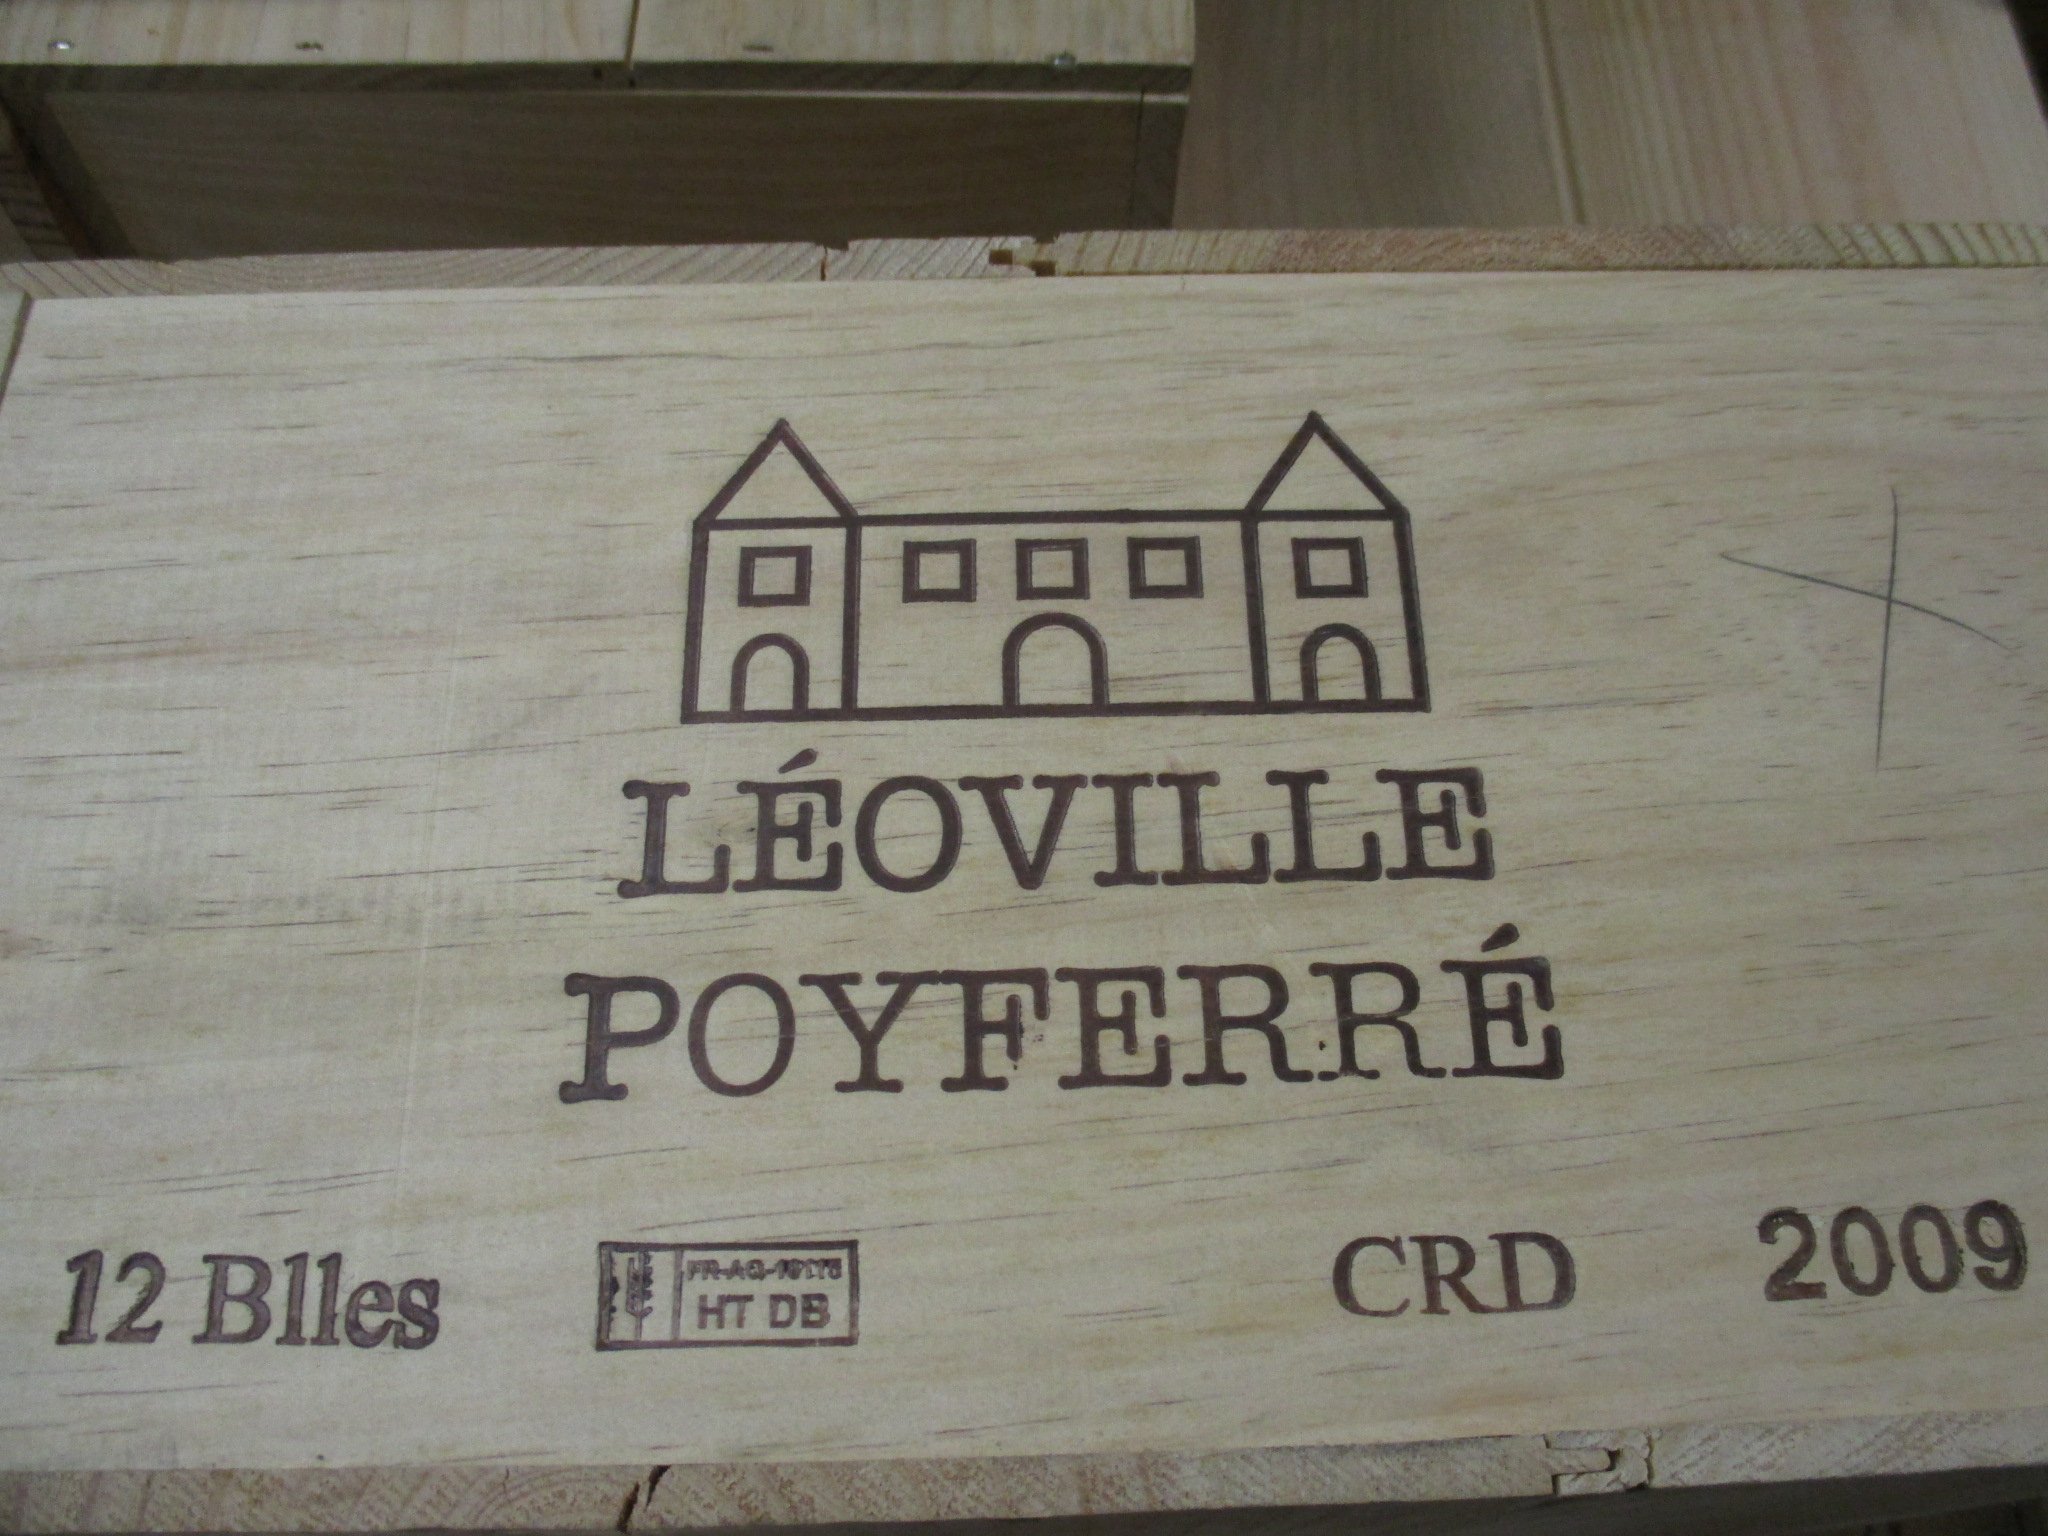 LÉOVILLE
POYFERRÉ
12 Blles
HT DB
CRD
2009